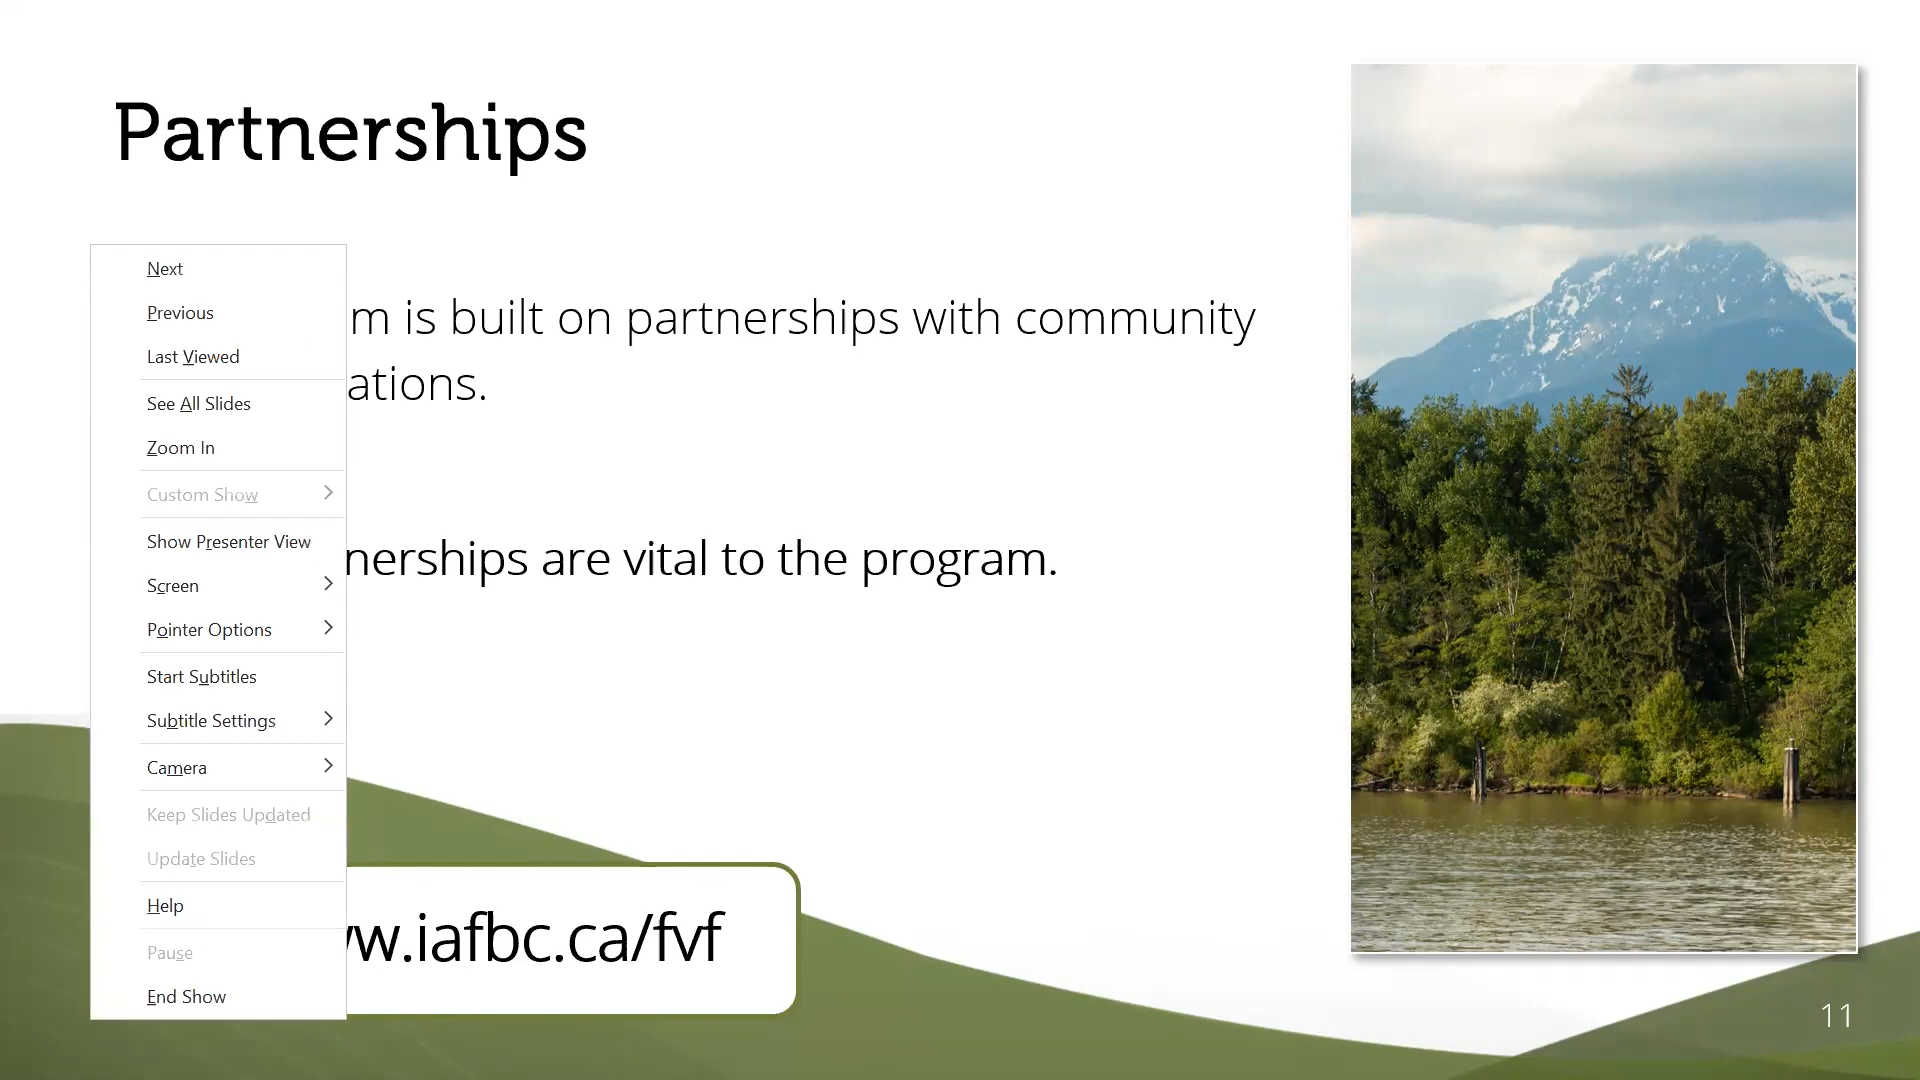 Partnerships
Next
Previous
Last Viewed
See All Slides
Zoom In
Custom Show
Show Presenter View
Screen
Pointer Options
Start Subtitles
Subtitle Settings
Camera
Keep Slides Updated
Update Slides
Help
Pause
End Show
is built on partnerships with community
are vital to the program.
w.iafbc.ca/fvf
11